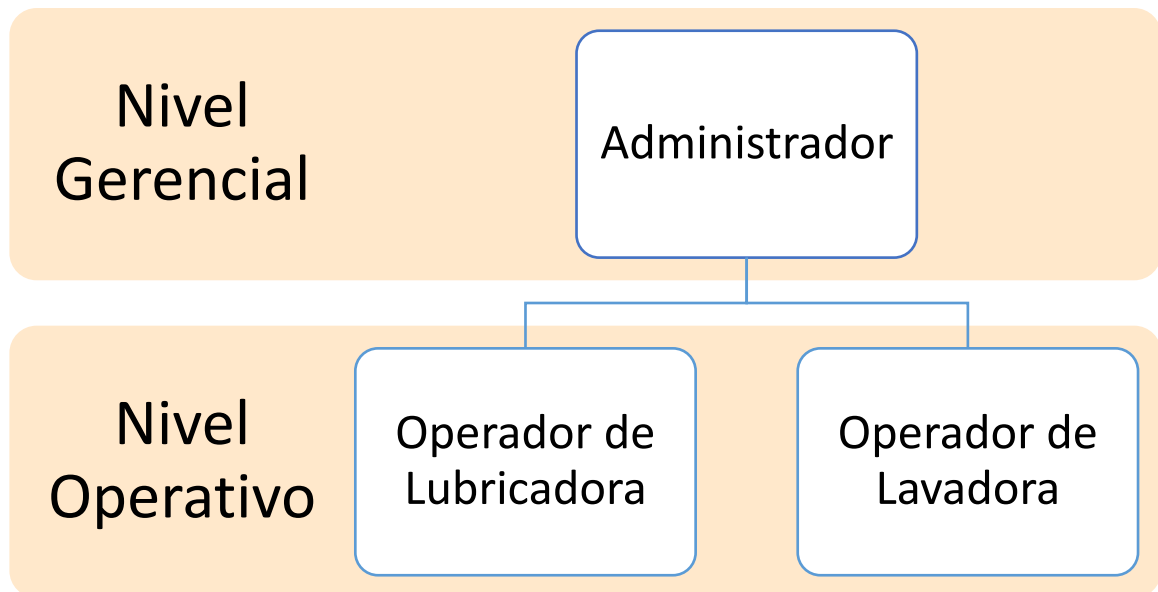 Nivel
Gerencial
Administrador
Nivel
Operativo
Operador de
Lubricadora
Operador de
Lavadora